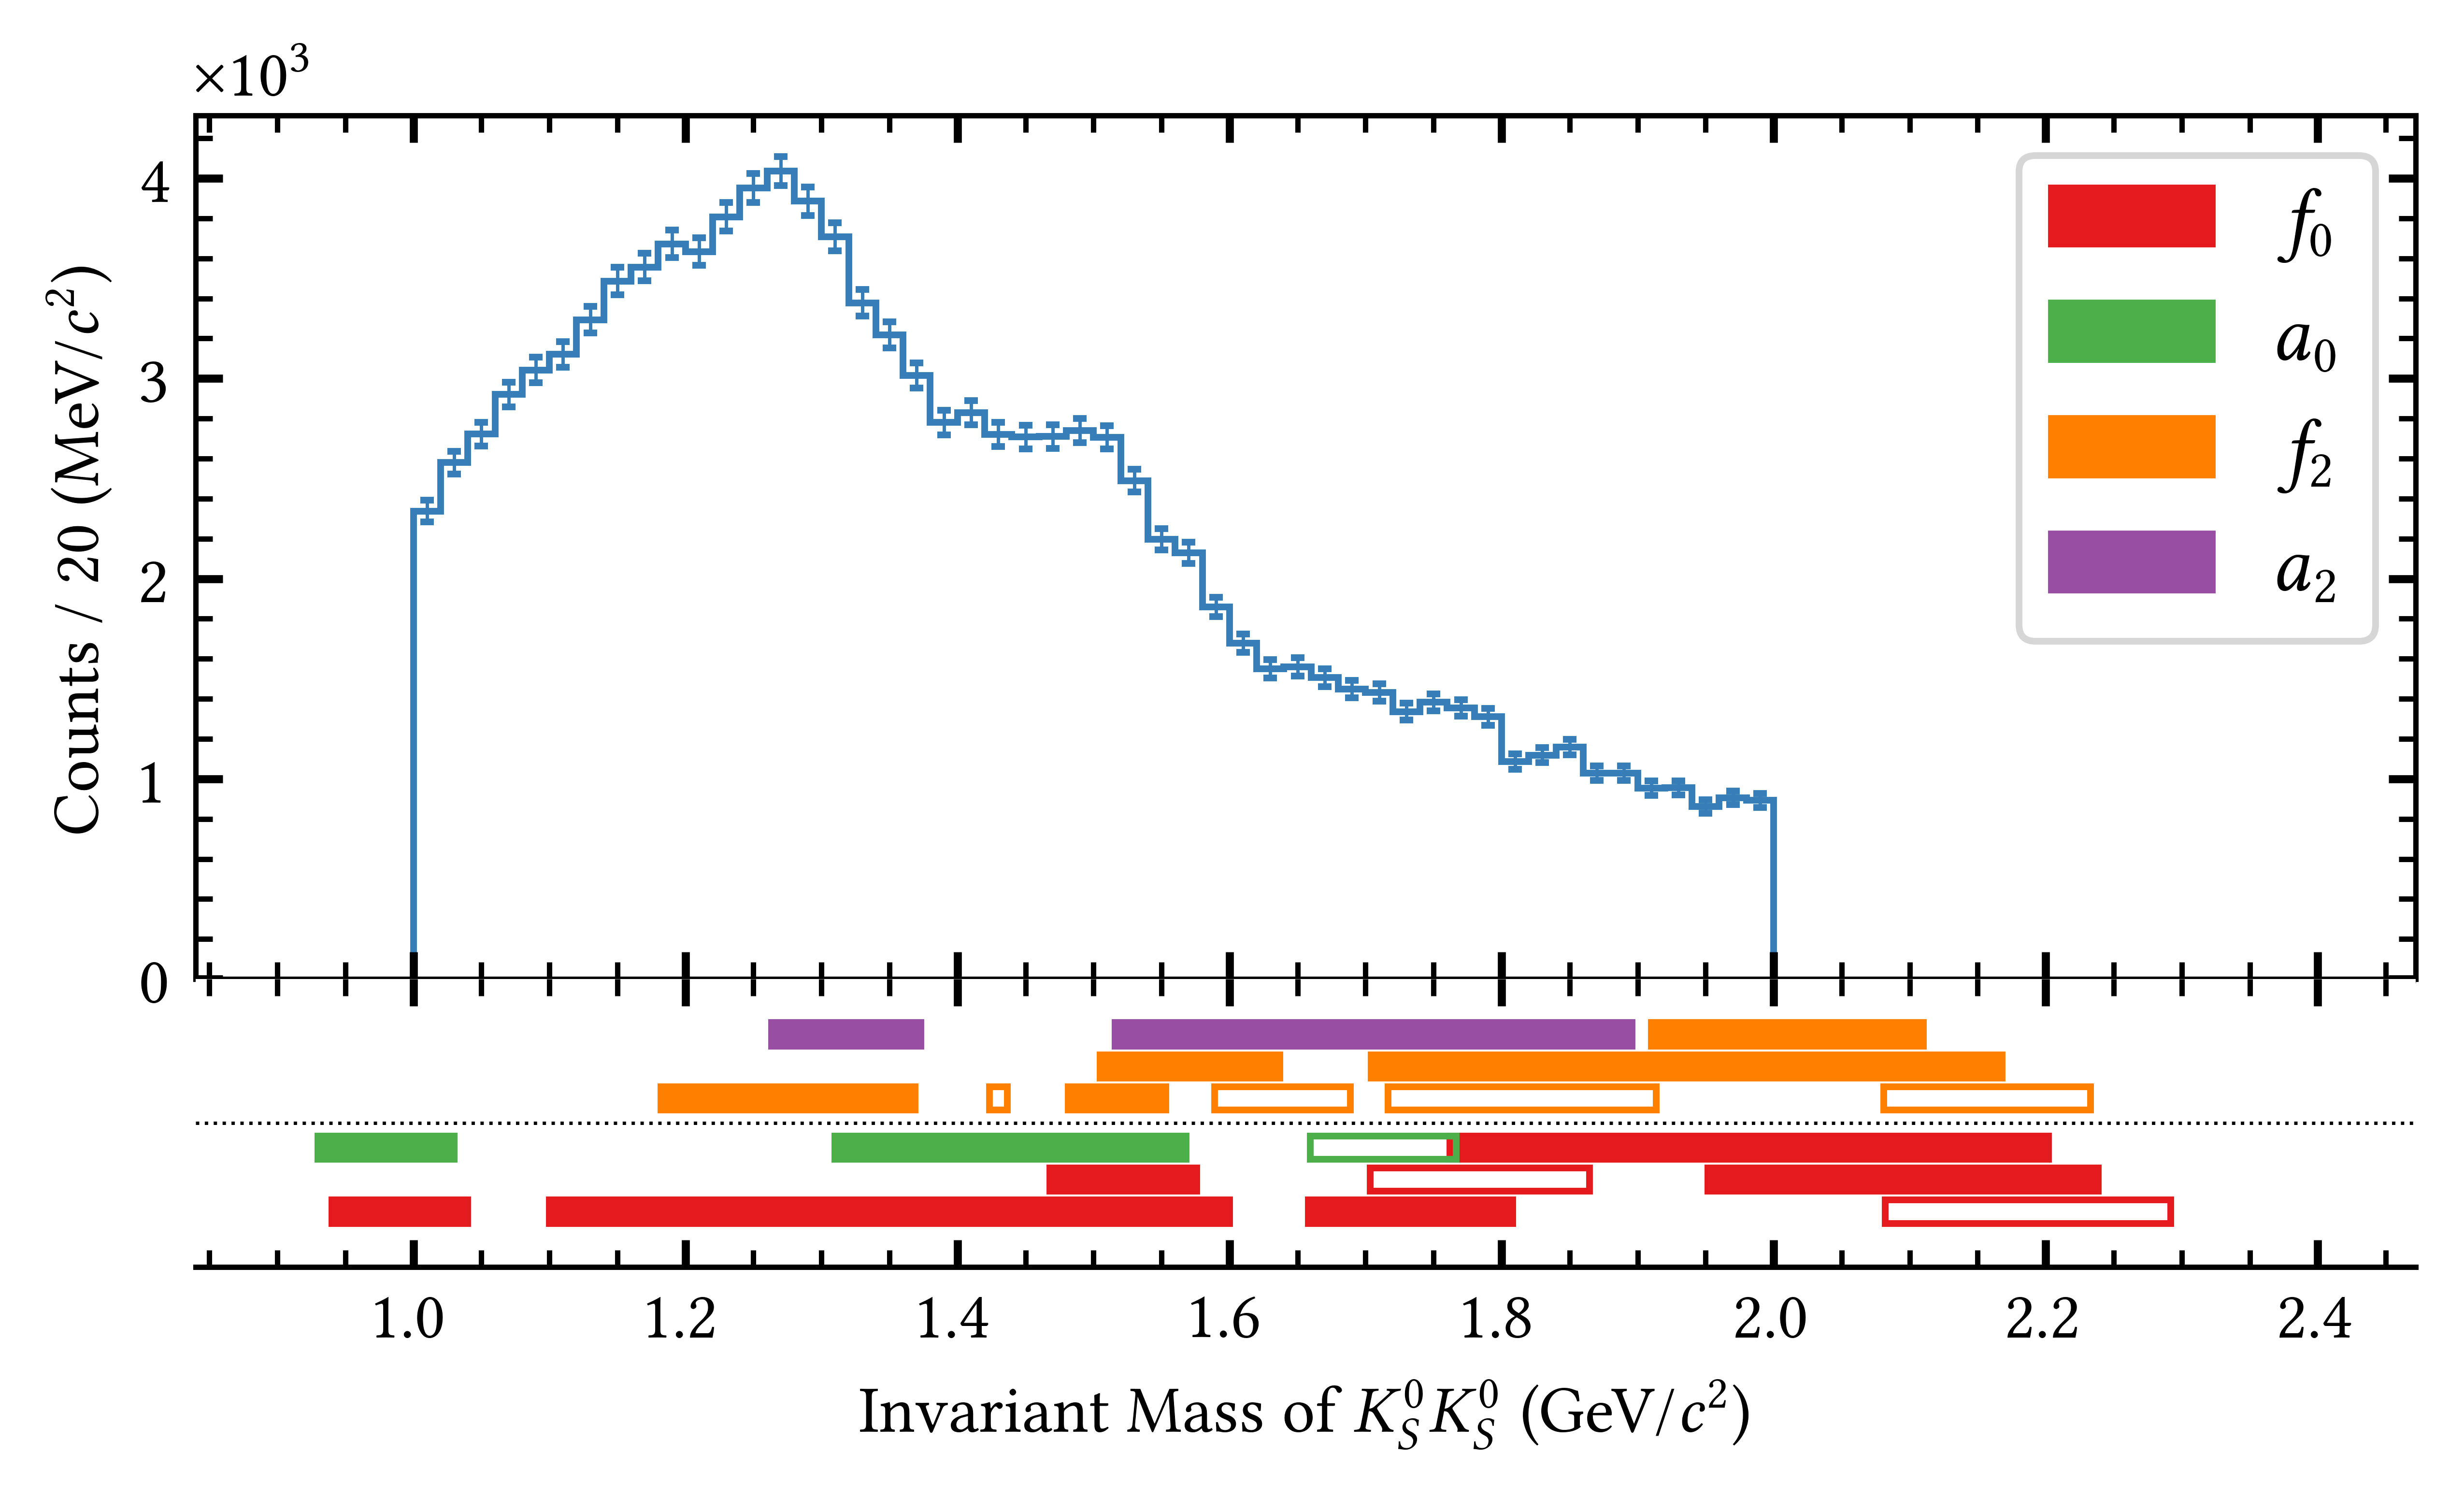 ×10³
4
3
2
1
0
Counts / 20 (MeV/c²)
f₀
a₀
f₂
a₂
1.0 1.2 1.4 1.6 1.8 2.0 2.2 2.4
Invariant Mass of K⁰_S K⁰_S (GeV/c²)